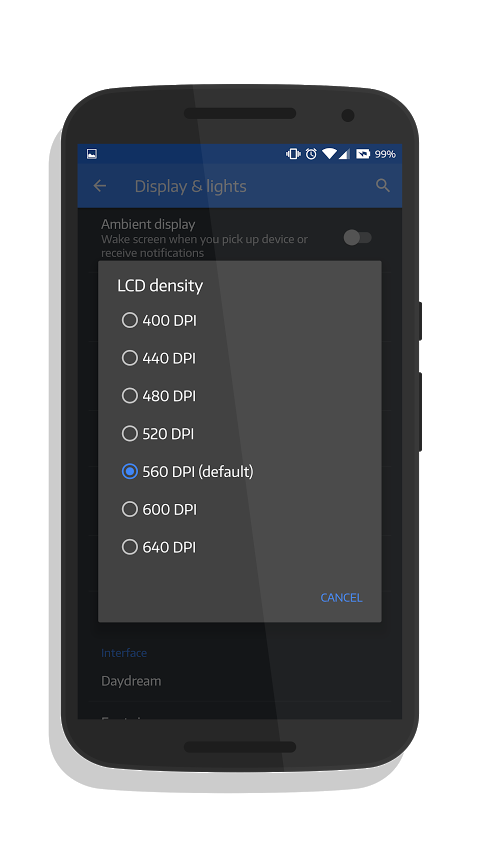 99%
Display & lights
Ambient display
Wake screen when you pick up device or
receive notifications
LCD density
400 DPI
440 DPI
480 DPI
520 DPI
560 DPI (default)
600 DPI
640 DPI
CANCEL
Interface
Daydream